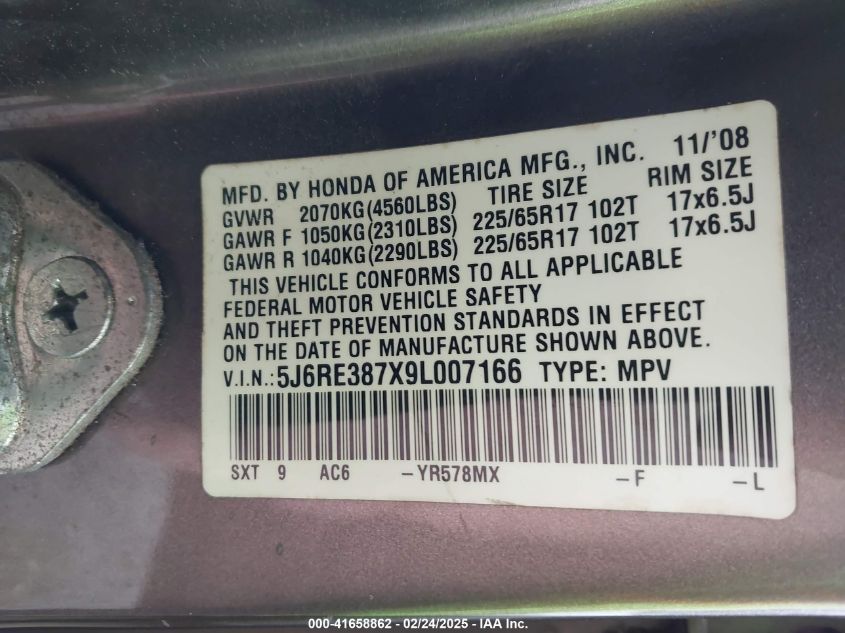 MFD. BY HONDA OF AMERICA MFG., INC. 11/'08
GVWR 2070KG(4560LBS) TIRE SIZE RIM SIZE
GAWR F 1050KG(2310LBS) 225/65R17 102T 17x6.5J
GAWR R 1040KG(2290LBS) 225/65R17 102T 17x6.5J
THIS VEHICLE CONFORMS TO ALL APPLICABLE
FEDERAL MOTOR VEHICLE SAFETY
AND THEFT PREVENTION STANDARDS IN EFFECT
ON THE DATE OF MANUFACTURE SHOWN ABOVE.
V.I.N.:5J6RE387X9L007166 TYPE: MPV
SXT 9 AC6 -YR578MX -F -L
000-41658862 - 02/24/2025 - IAA Inc.